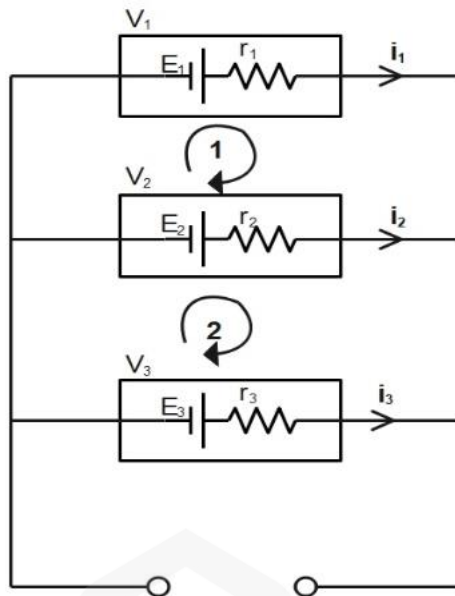 V₁
E₁ r₁ i₁
1
V₂
E₂ r₂ i₂
2
V₃
E₃ r₃ i₃